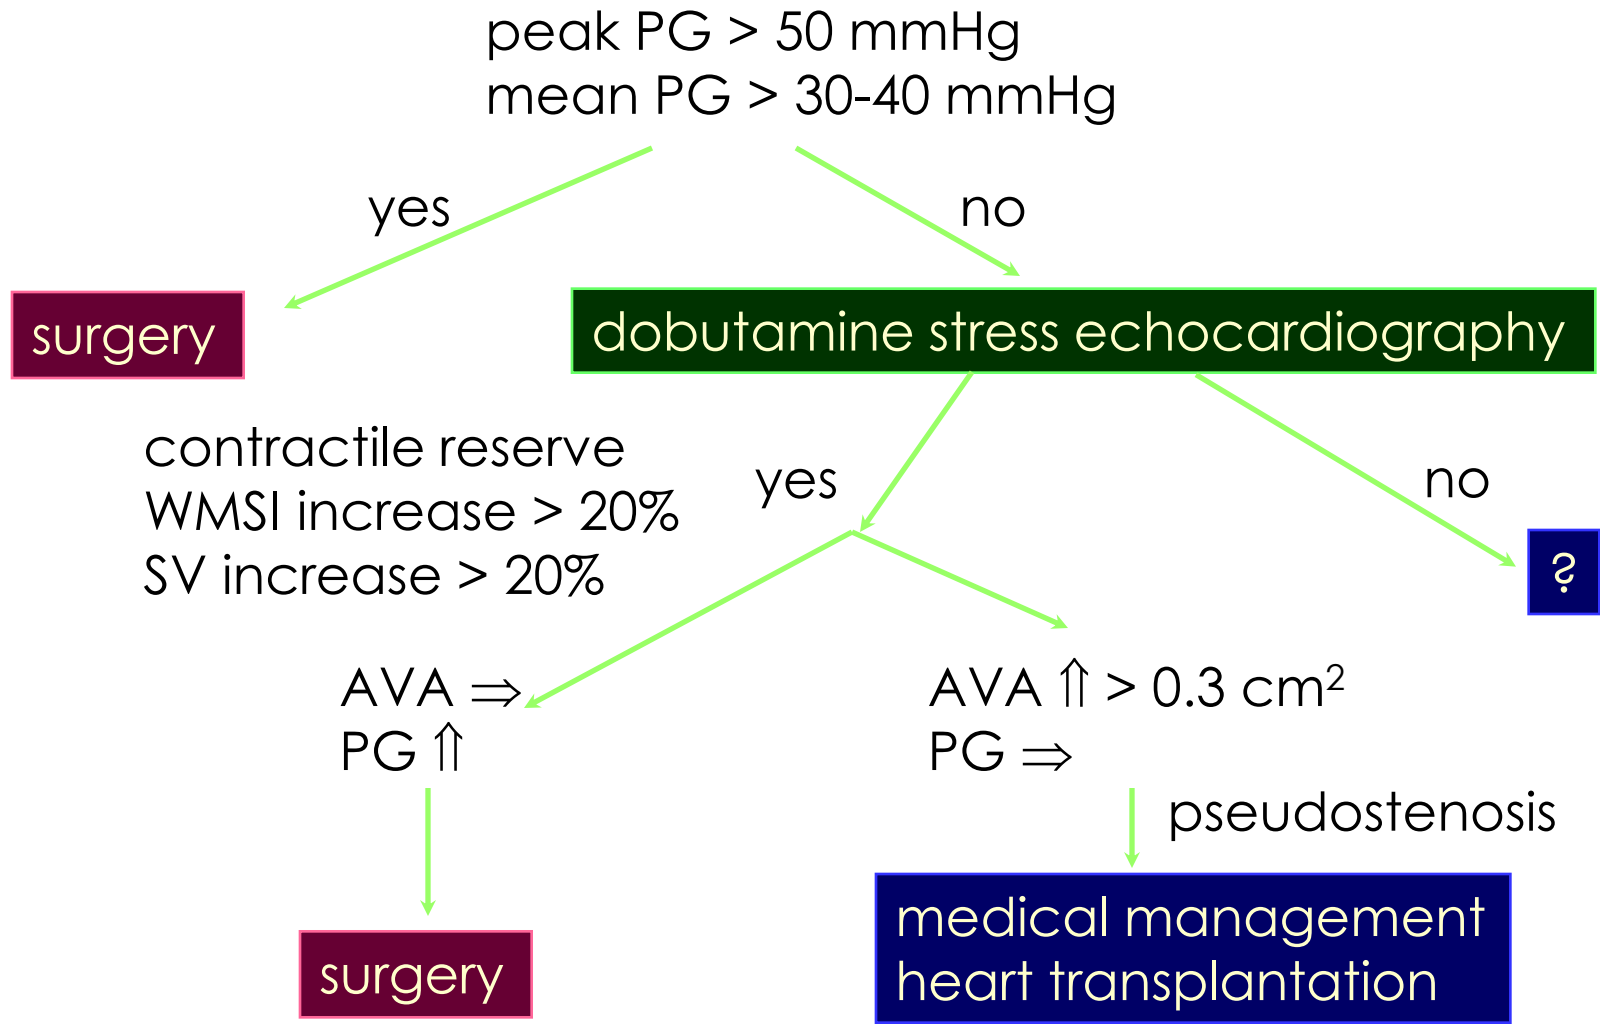 peak PG > 50 mmHg
mean PG > 30-40 mmHg
yes
no
surgery
dobutamine stress echocardiography
contractile reserve
WMSI increase > 20%
SV increase > 20%
yes
no
?
AVA ⇒
PG ⇑
AVA ⇑ > 0.3 cm²
PG ⇒
pseudostenosis
surgery
medical management
heart transplantation